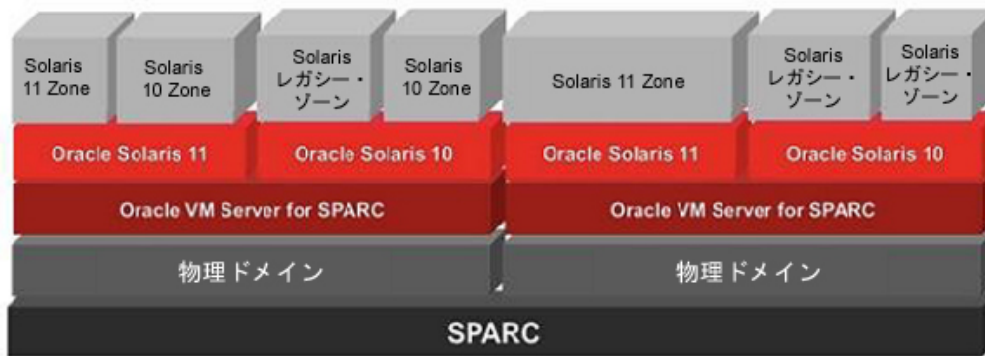 Solaris
11 Zone
Solaris
10 Zone
Solaris
レガシー・
ゾーン
Solaris
10 Zone
Solaris 11 Zone
Solaris
レガシー・
ゾーン
Solaris
レガシー・
ゾーン
Oracle Solaris 11
Oracle Solaris 10
Oracle Solaris 11
Oracle Solaris 10
Oracle VM Server for SPARC
Oracle VM Server for SPARC
物理ドメイン
物理ドメイン
SPARC